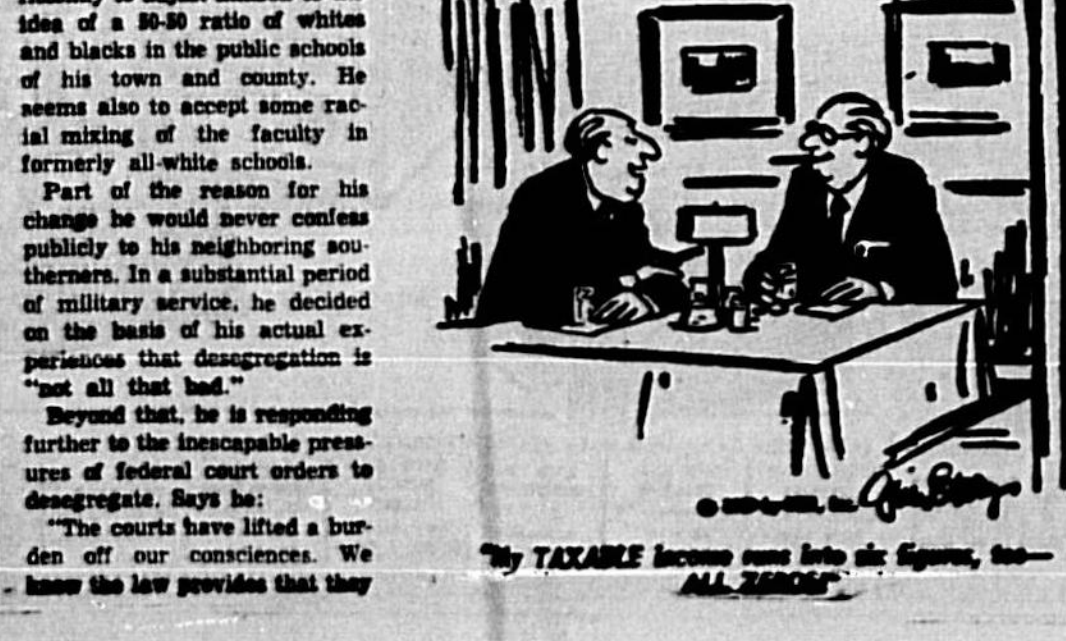 idea of a 50-50 ratio of whites
and blacks in the public schools
of his town and county. He
seems also to accept some rac-
ial mixing of the faculty in
formerly all-white schools.
Part of the reason for his
change he would never confess
publicly to his neighboring sou-
therners. In a substantial period
of military service, he decided
on the basis of his actual ex-
periences that desegregation is
"not all that bad."
Beyond that, he is responding
further to the inescapable press-
ures of federal court orders to
desegregate. Says he:
"The courts have lifted a bur-
den off our consciences. We
know the law provides that they
© by NEA, Inc.
Jim Berry
"My TAXABLE income runs into six figures, too—
ALL ZEROS!"